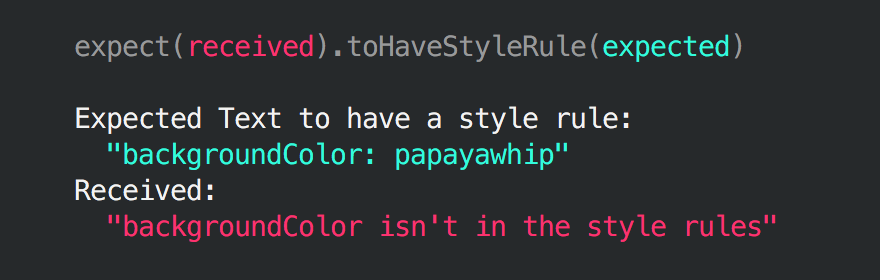 expect(received).toHaveStyleRule(expected)
Expected Text to have a style rule:
"backgroundColor: papayawhip"
Received:
"backgroundColor isn't in the style rules"